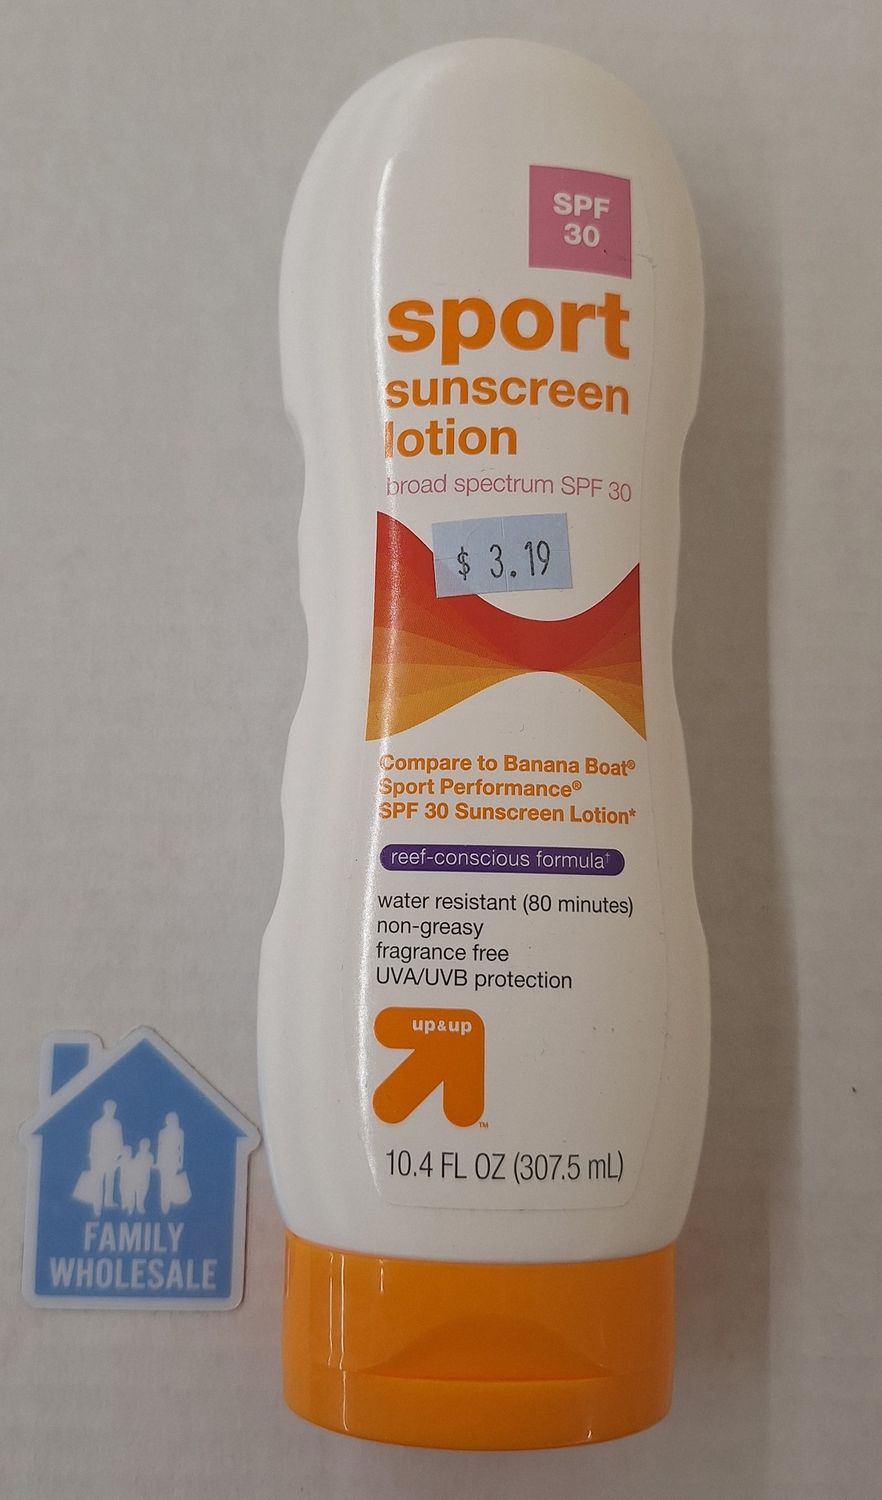 SPF
30
sport
sunscreen
lotion
broad spectrum SPF 30
$ 3.19
Compare to Banana Boat®
Sport Performance®
SPF 30 Sunscreen Lotion*
reef-conscious formula†
water resistant (80 minutes)
non-greasy
fragrance free
UVA/UVB protection
up&up
™
10.4 FL OZ (307.5 mL)
FAMILY
WHOLESALE